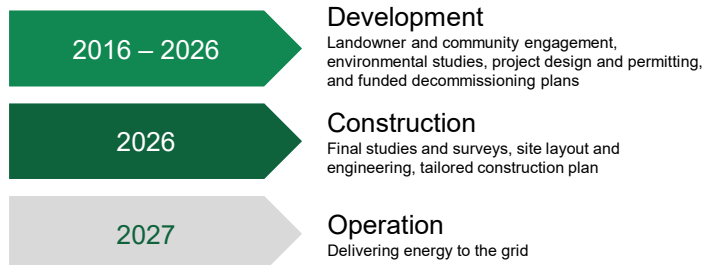 2016 – 2026
Development
Landowner and community engagement,
environmental studies, project design and permitting,
and funded decommissioning plans
2026
Construction
Final studies and surveys, site layout and
engineering, tailored construction plan
2027
Operation
Delivering energy to the grid